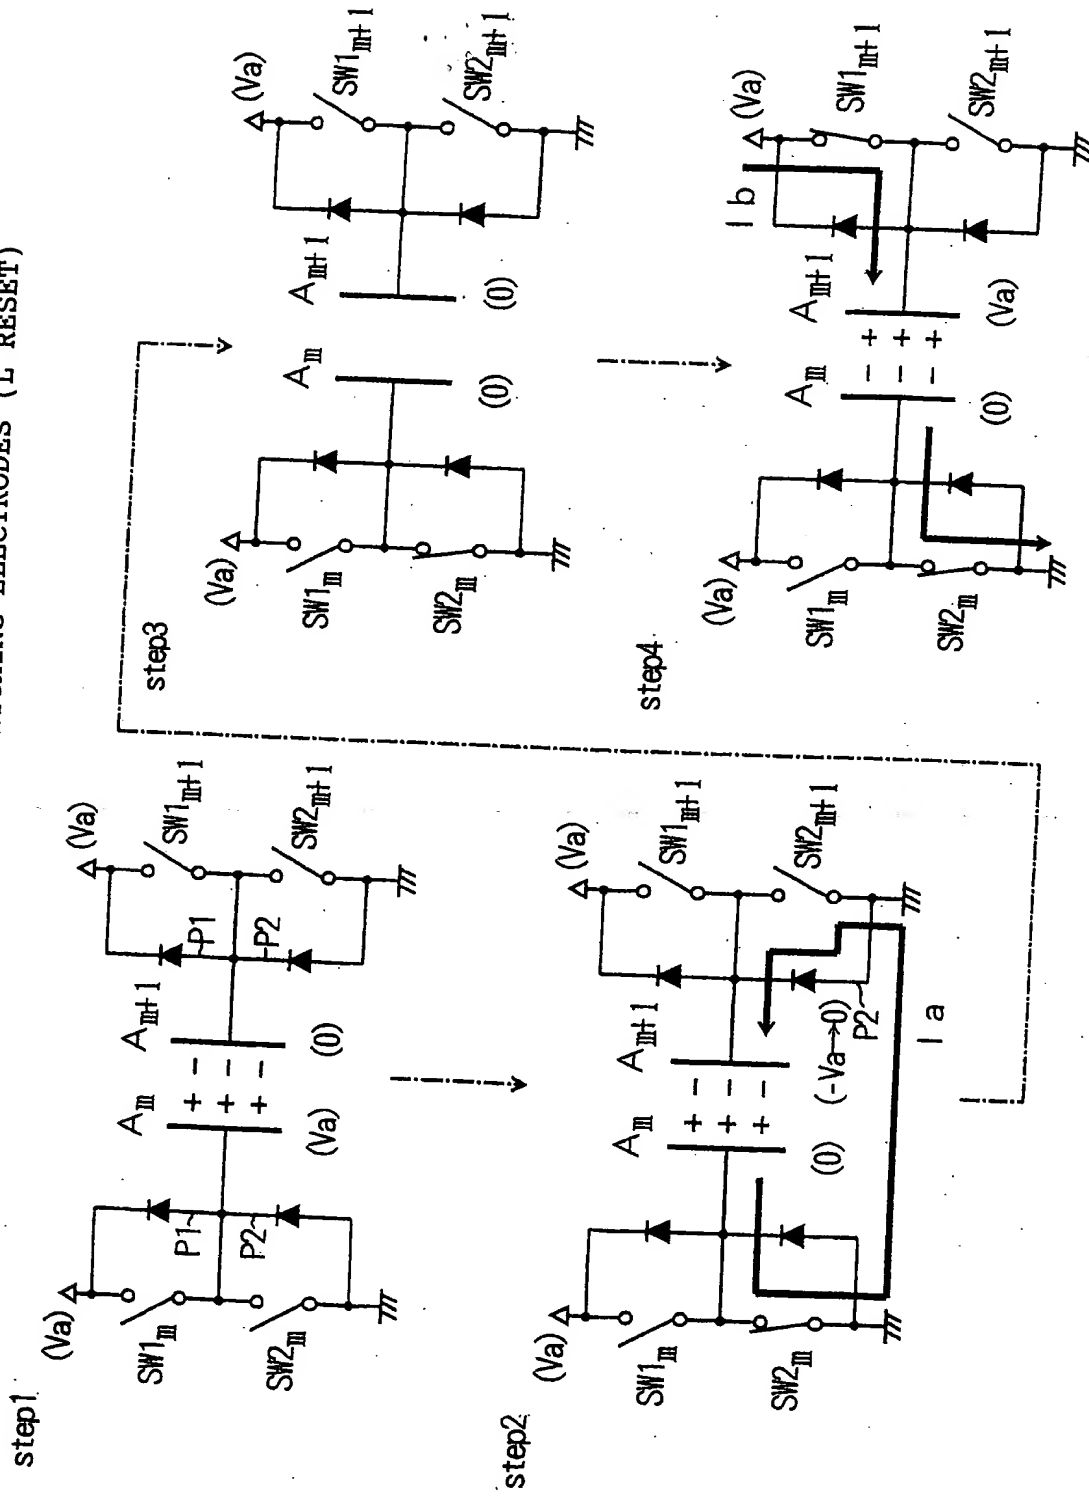 ELECTRODES (L RESET)
step1
(Va)
(Va)
SW1m
P1
P1
SW1m+1
Am
Am+1
+ -
+ -
+ -
SW2m
P2
P2
SW2m+1
(Va)
(0)
step2
(Va)
(Va)
SW1m
SW1m+1
Am
Am+1
+ -
+ -
+ -
SW2m
SW2m+1
(0)
(-Va→0)
P2
Ia
step3
(Va)
(Va)
SW1m
SW1m+1
Am
Am+1
SW2m
SW2m+1
(0)
(0)
step4
(Va)
(Va)
Ib
SW1m
SW1m+1
Am
Am+1
- +
- +
- +
SW2m
SW2m+1
(0)
(Va)